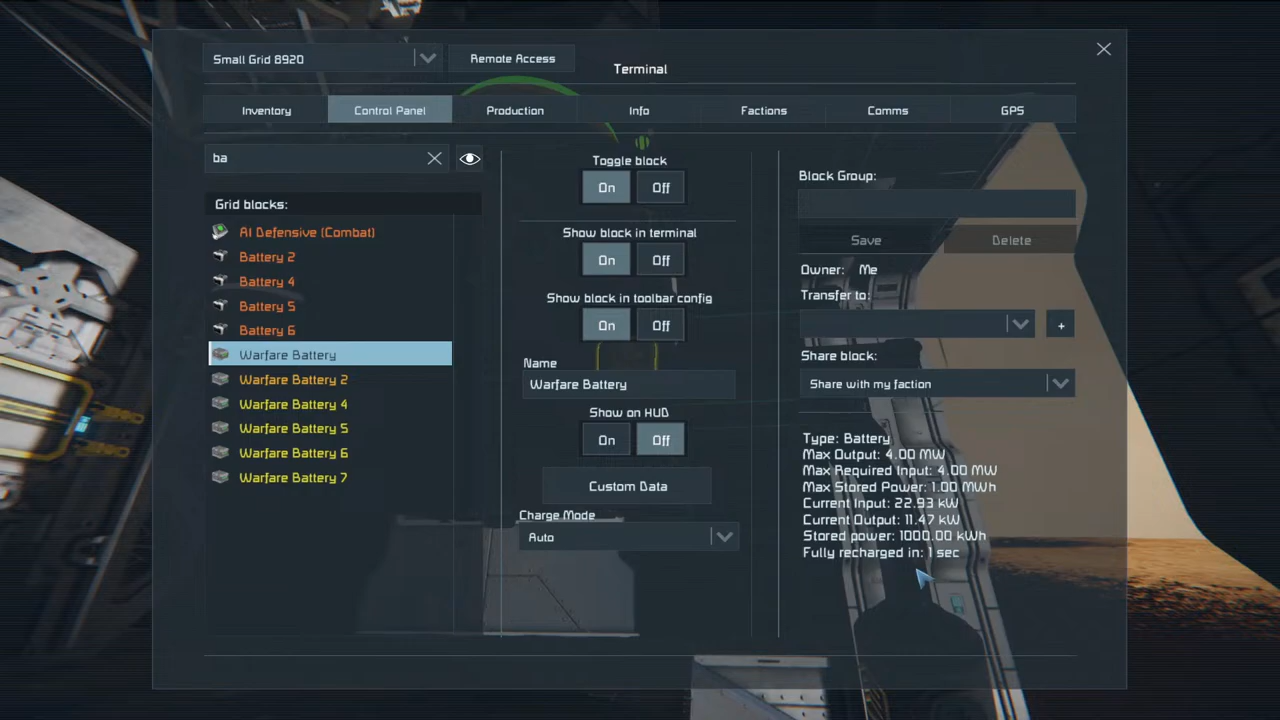 Small Grid 8920
Remote Access
Terminal
Inventory
Control Panel
Production
Info
Factions
Comms
GPS
ba
Grid blocks:
AI Defensive (Combat)
Battery 2
Battery 4
Battery 5
Battery 6
Warfare Battery
Warfare Battery 2
Warfare Battery 4
Warfare Battery 5
Warfare Battery 6
Warfare Battery 7
Toggle block
On Off
Show block in terminal
On Off
Show block in toolbar config
On Off
Name
Warfare Battery
Show on HUD
On Off
Custom Data
Charge Mode
Auto
Block Group:
Save Delete
Owner: Me
Transfer to:
+
Share block:
Share with my faction
Type: Battery
Max Output: 4.00 MW
Max Required Input: 4.00 MW
Max Stored Power: 1.00 MWh
Current Input: 22.93 kW
Current Output: 11.47 kW
Stored power: 1000.00 kWh
Fully recharged in: 1 sec